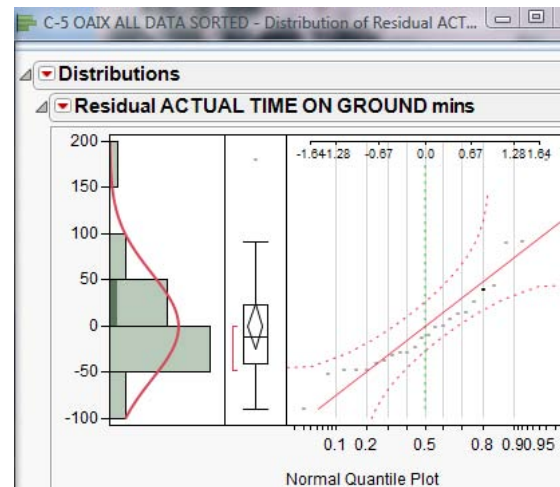 C-5 OAIX ALL DATA SORTED - Distribution of Residual ACT...
Distributions
Residual ACTUAL TIME ON GROUND mins
200
150
100
50
0
-50
-100
-1.64 -1.28 -0.67 0.0 0.67 1.28 1.64
0.1 0.2 0.5 0.8 0.90 0.95
Normal Quantile Plot